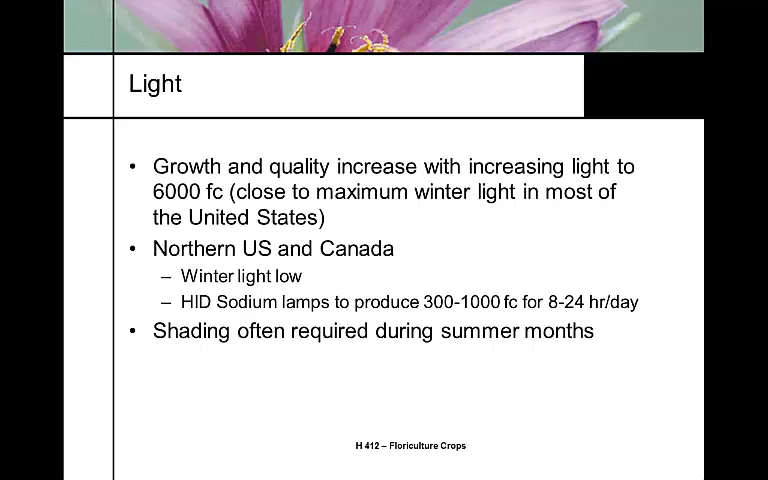 Light
• Growth and quality increase with increasing light to
6000 fc (close to maximum winter light in most of
the United States)
• Northern US and Canada
– Winter light low
– HID Sodium lamps to produce 300-1000 fc for 8-24 hr/day
• Shading often required during summer months
H 412 – Floriculture Crops